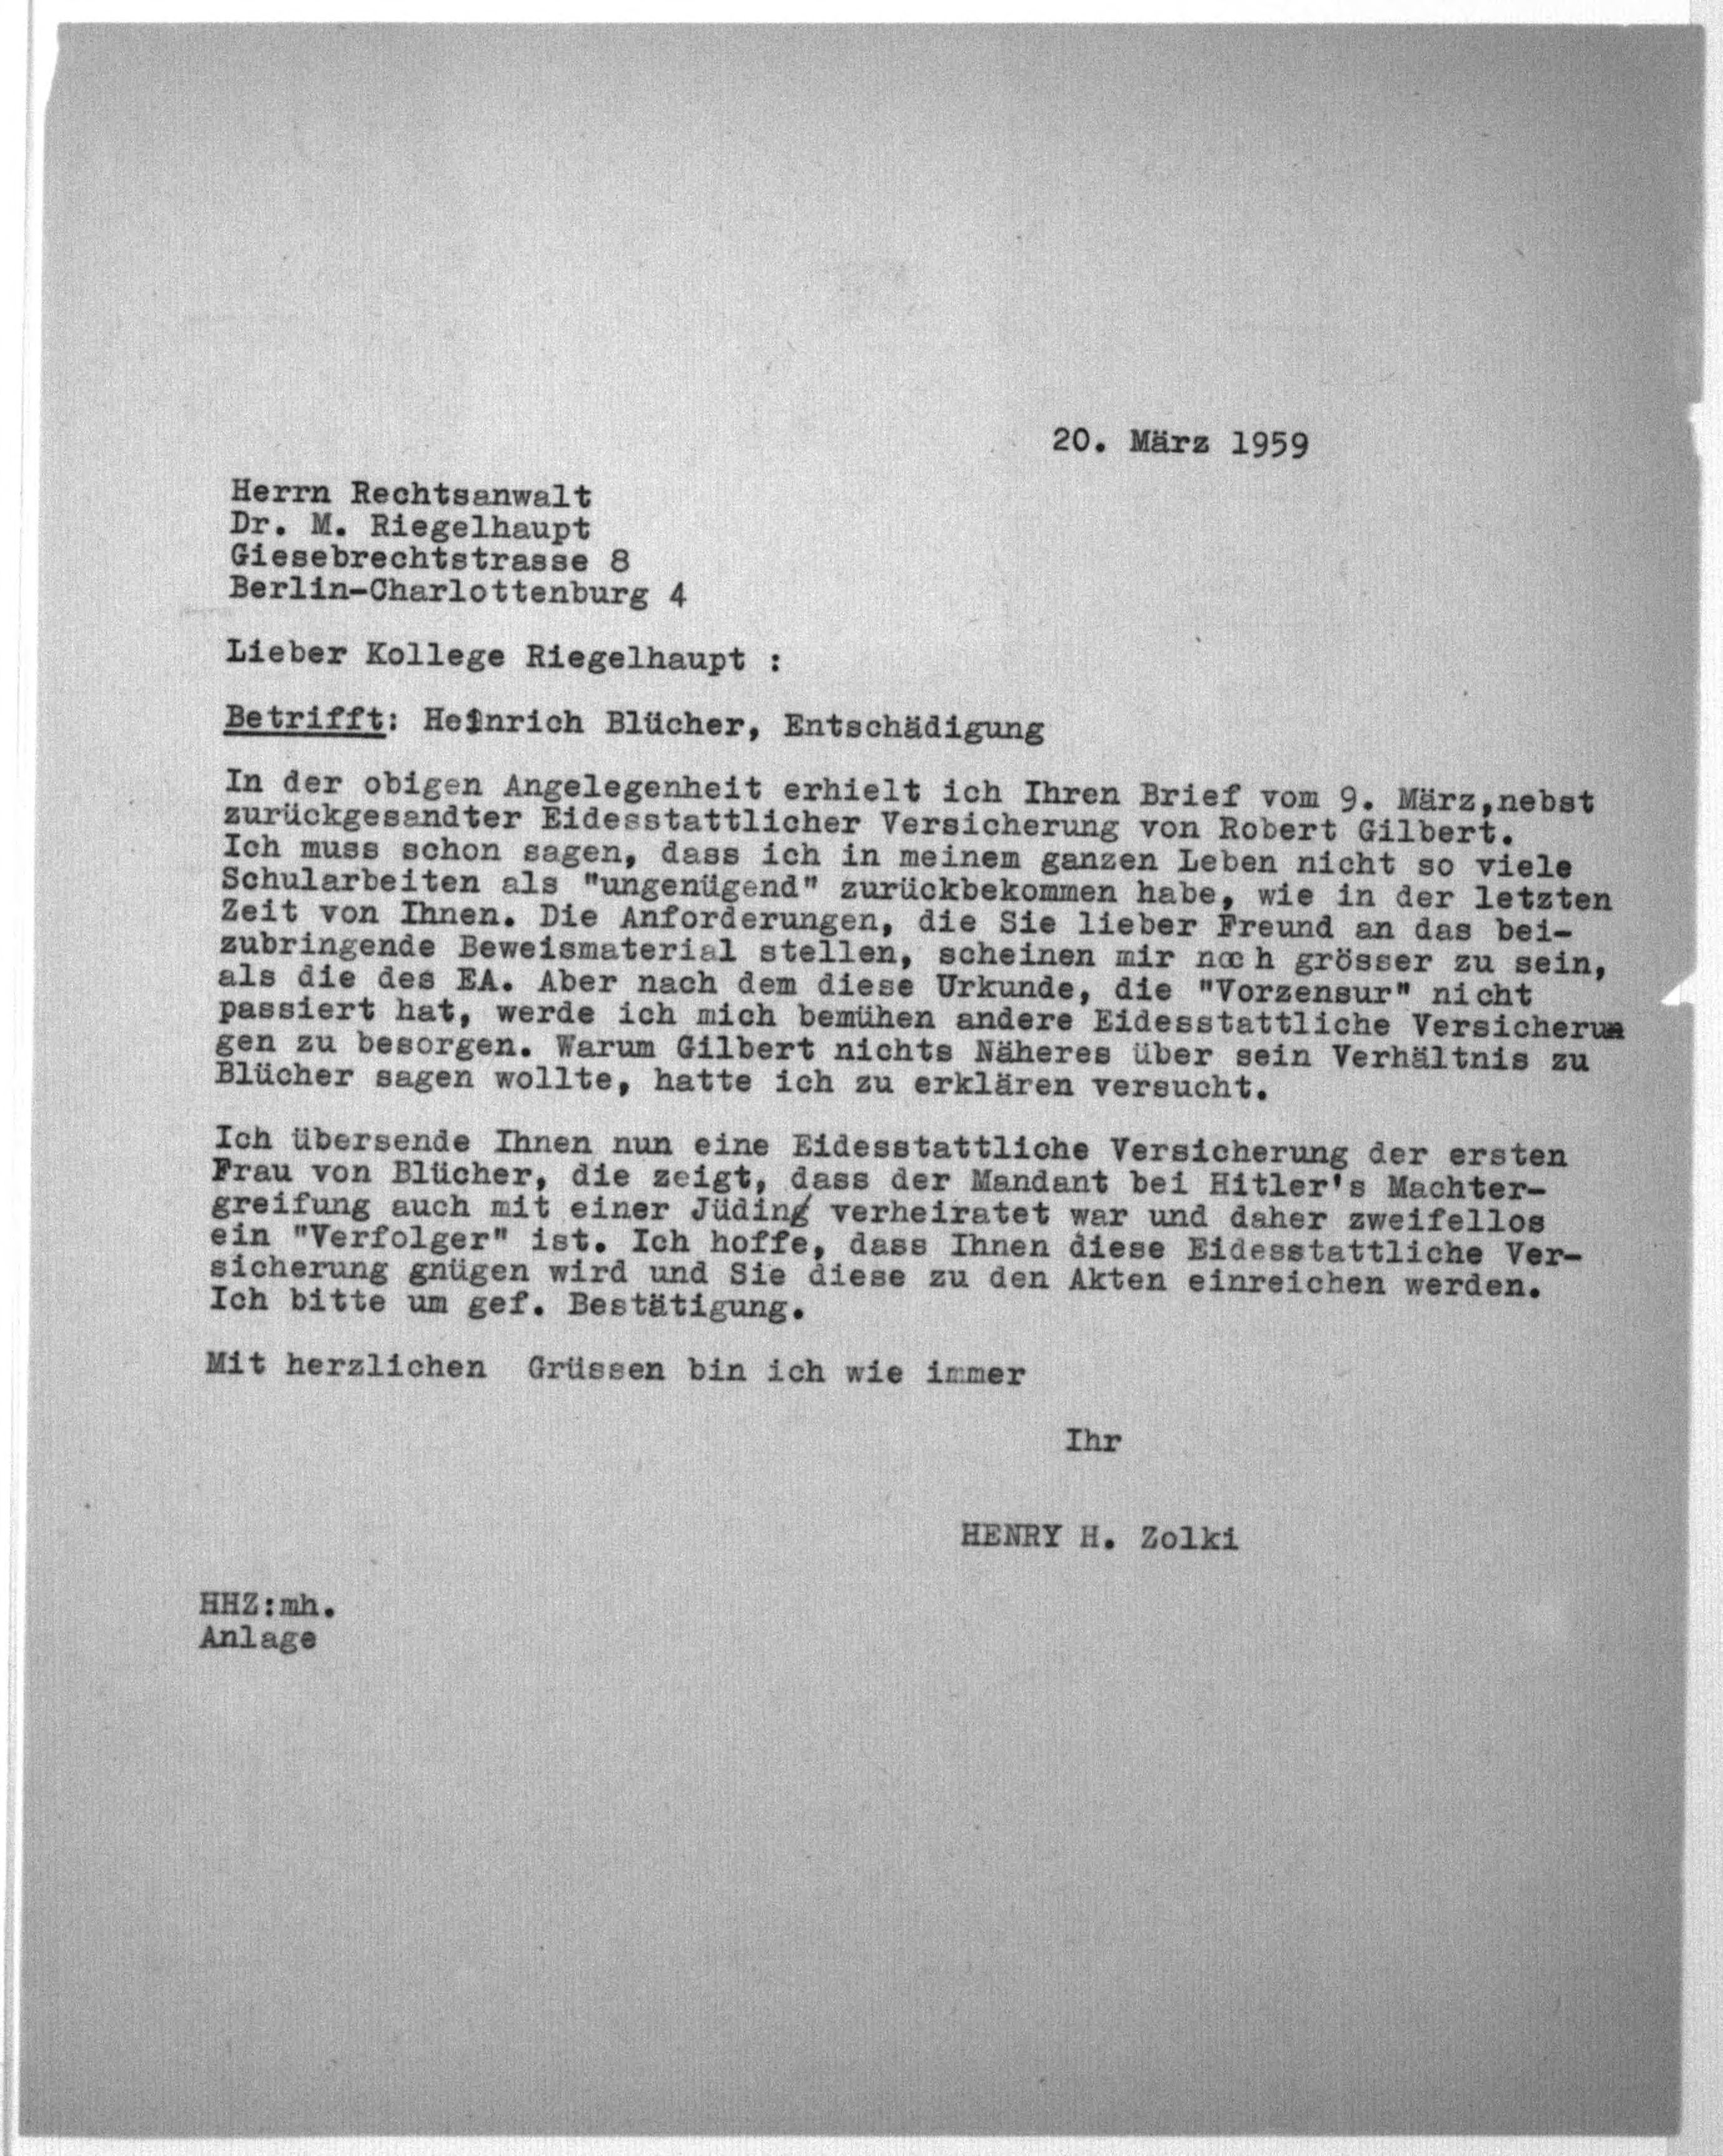 20. März 1959
Herrn Rechtsanwalt
Dr. M. Riegelhaupt
Giesebrechtstrasse 8
Berlin-Charlottenburg 4
Lieber Kollege Riegelhaupt :
Betrifft: Heinrich Blücher, Entschädigung
In der obigen Angelegenheit erhielt ich Ihren Brief vom 9. März,nebst
zurückgesandter Eidesstattlicher Versicherung von Robert Gilbert.
Ich muss schon sagen, dass ich in meinem ganzen Leben nicht so viele
Schularbeiten als "ungenügend" zurückbekommen habe, wie in der letzten
Zeit von Ihnen. Die Anforderungen, die Sie lieber Freund an das bei-
zubringende Beweismaterial stellen, scheinen mir noch grösser zu sein,
als die des EA. Aber nach dem diese Urkunde, die "Vorzensur" nicht
passiert hat, werde ich mich bemühen andere Eidesstattliche Versicherun
gen zu besorgen. Warum Gilbert nichts Näheres über sein Verhältnis zu
Blücher sagen wollte, hatte ich zu erklären versucht.
Ich übersende Ihnen nun eine Eidesstattliche Versicherung der ersten
Frau von Blücher, die zeigt, dass der Mandant bei Hitler's Machter-
greifung auch mit einer Jüdin verheiratet war und daher zweifellos
ein "Verfolger" ist. Ich hoffe, dass Ihnen diese Eidesstattliche Ver-
sicherung gnügen wird und Sie diese zu den Akten einreichen werden.
Ich bitte um gef. Bestätigung.
Mit herzlichen Grüssen bin ich wie immer
Ihr
HENRY H. Zolki
HHZ:mh.
Anlage